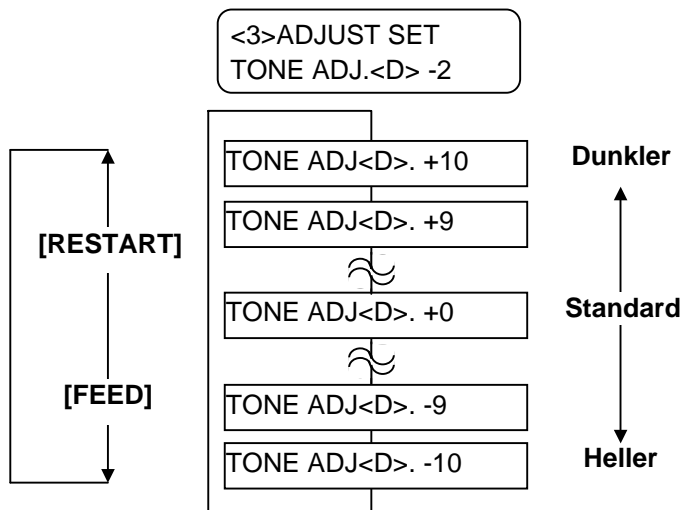 <3>ADJUST SET
TONE ADJ.<D> -2
TONE ADJ<D>. +10
Dunkler
TONE ADJ<D>. +9
[RESTART]
TONE ADJ<D>. +0
Standard
[FEED]
TONE ADJ<D>. -9
TONE ADJ<D>. -10
Heller